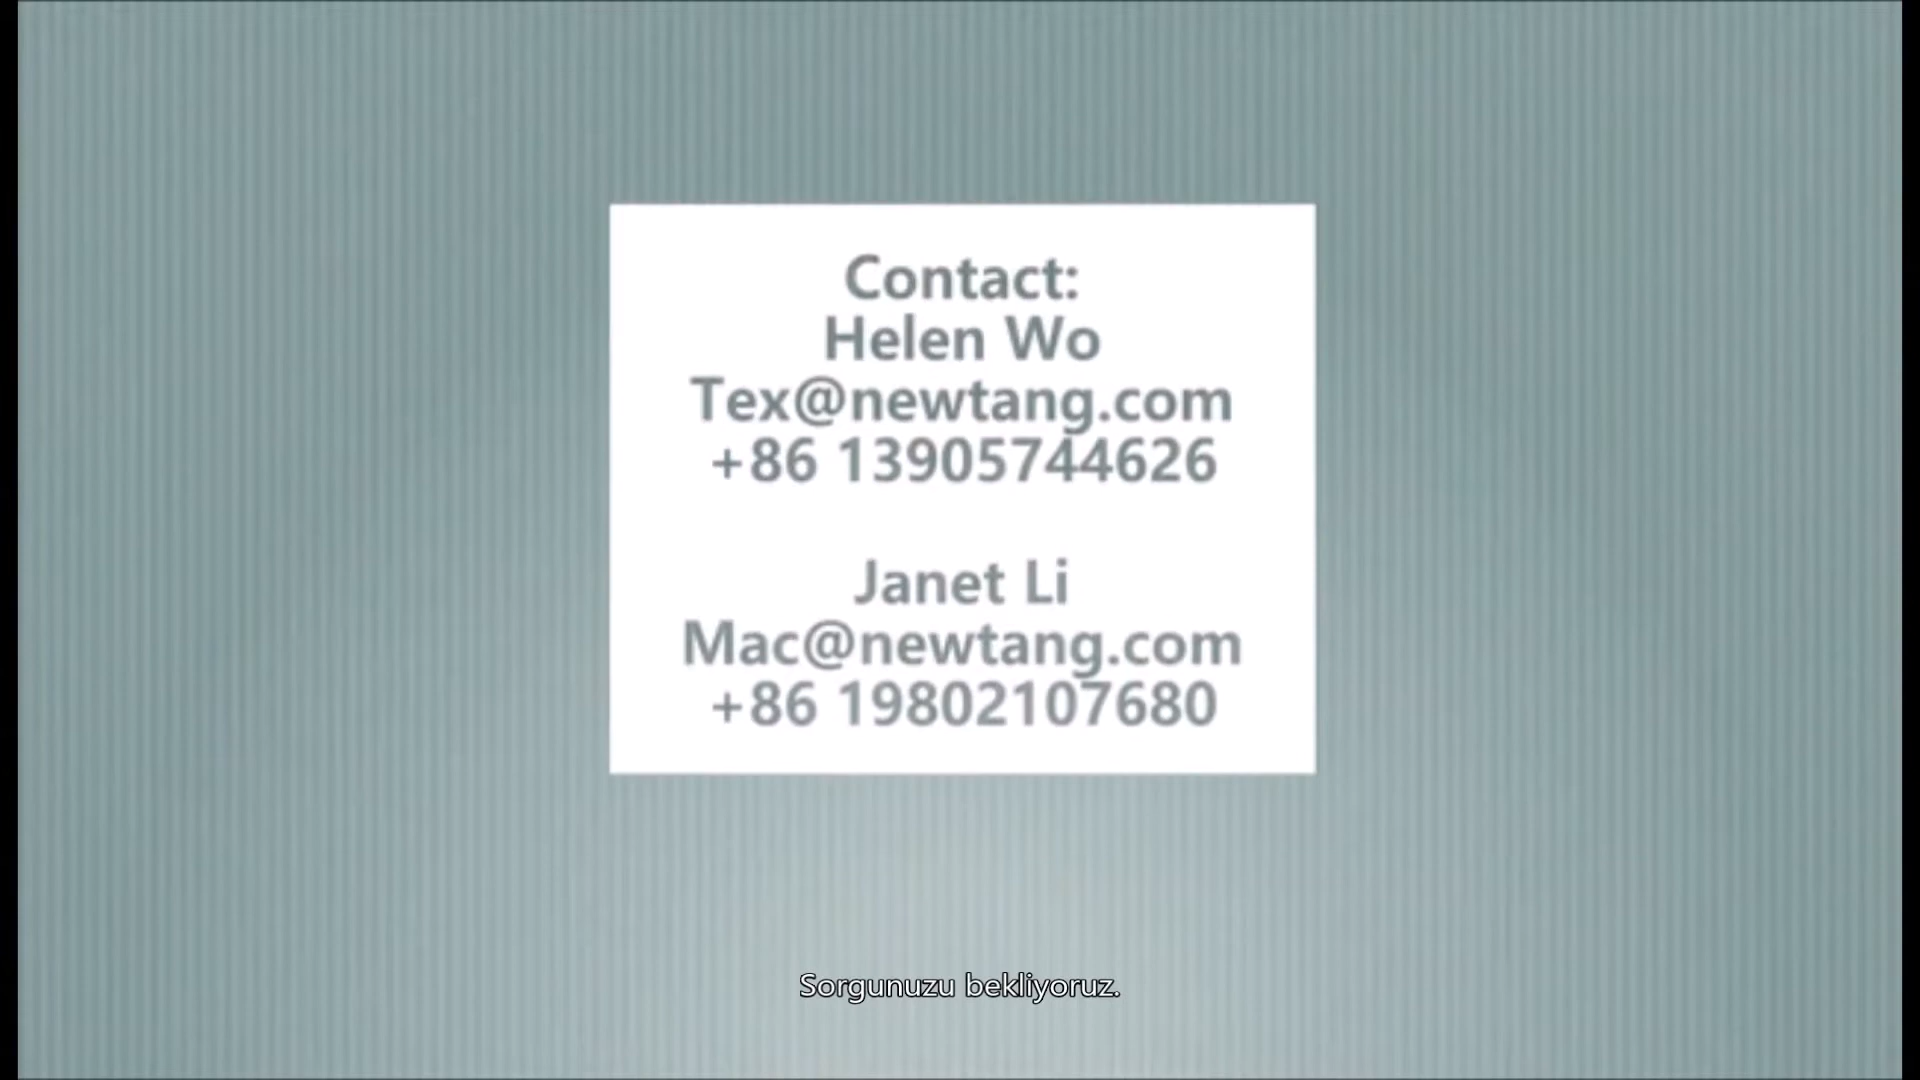 Contact:
Helen Wo
Tex@newtang.com
+86 13905744626
Janet Li
Mac@newtang.com
+86 19802107680
Sorgunuzu bekliyoruz.